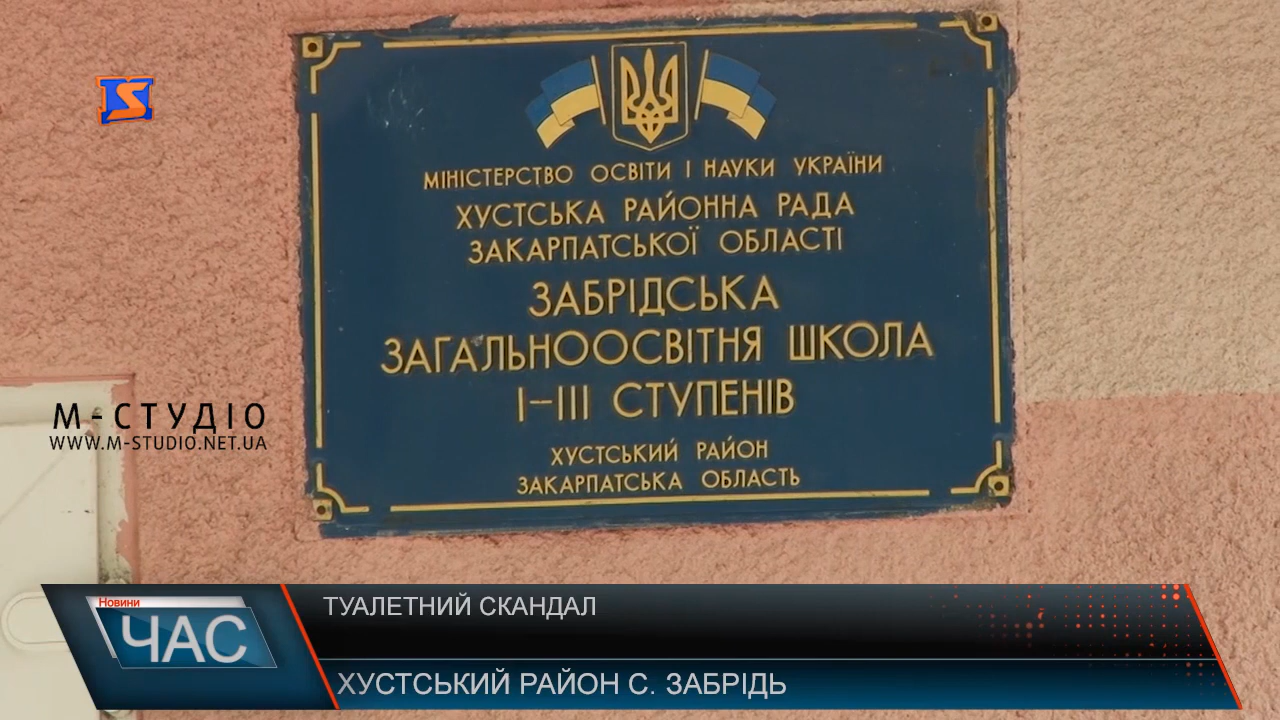 МІНІСТЕРСТВО ОСВІТИ І НАУКИ УКРАЇНИ
ХУСТСЬКА РАЙОННА РАДА
ЗАКАРПАТСЬКОЇ ОБЛАСТІ
ЗАБРІДСЬКА
ЗАГАЛЬНООСВІТНЯ ШКОЛА
І–ІІІ СТУПЕНІВ
ХУСТСЬКИЙ РАЙОН
ЗАКАРПАТСЬКА ОБЛАСТЬ
М-СТУДІО
WWW.M-STUDIO.NET.UA
Новини
ЧАС
ТУАЛЕТНИЙ СКАНДАЛ
ХУСТСЬКИЙ РАЙОН С. ЗАБРІДЬ